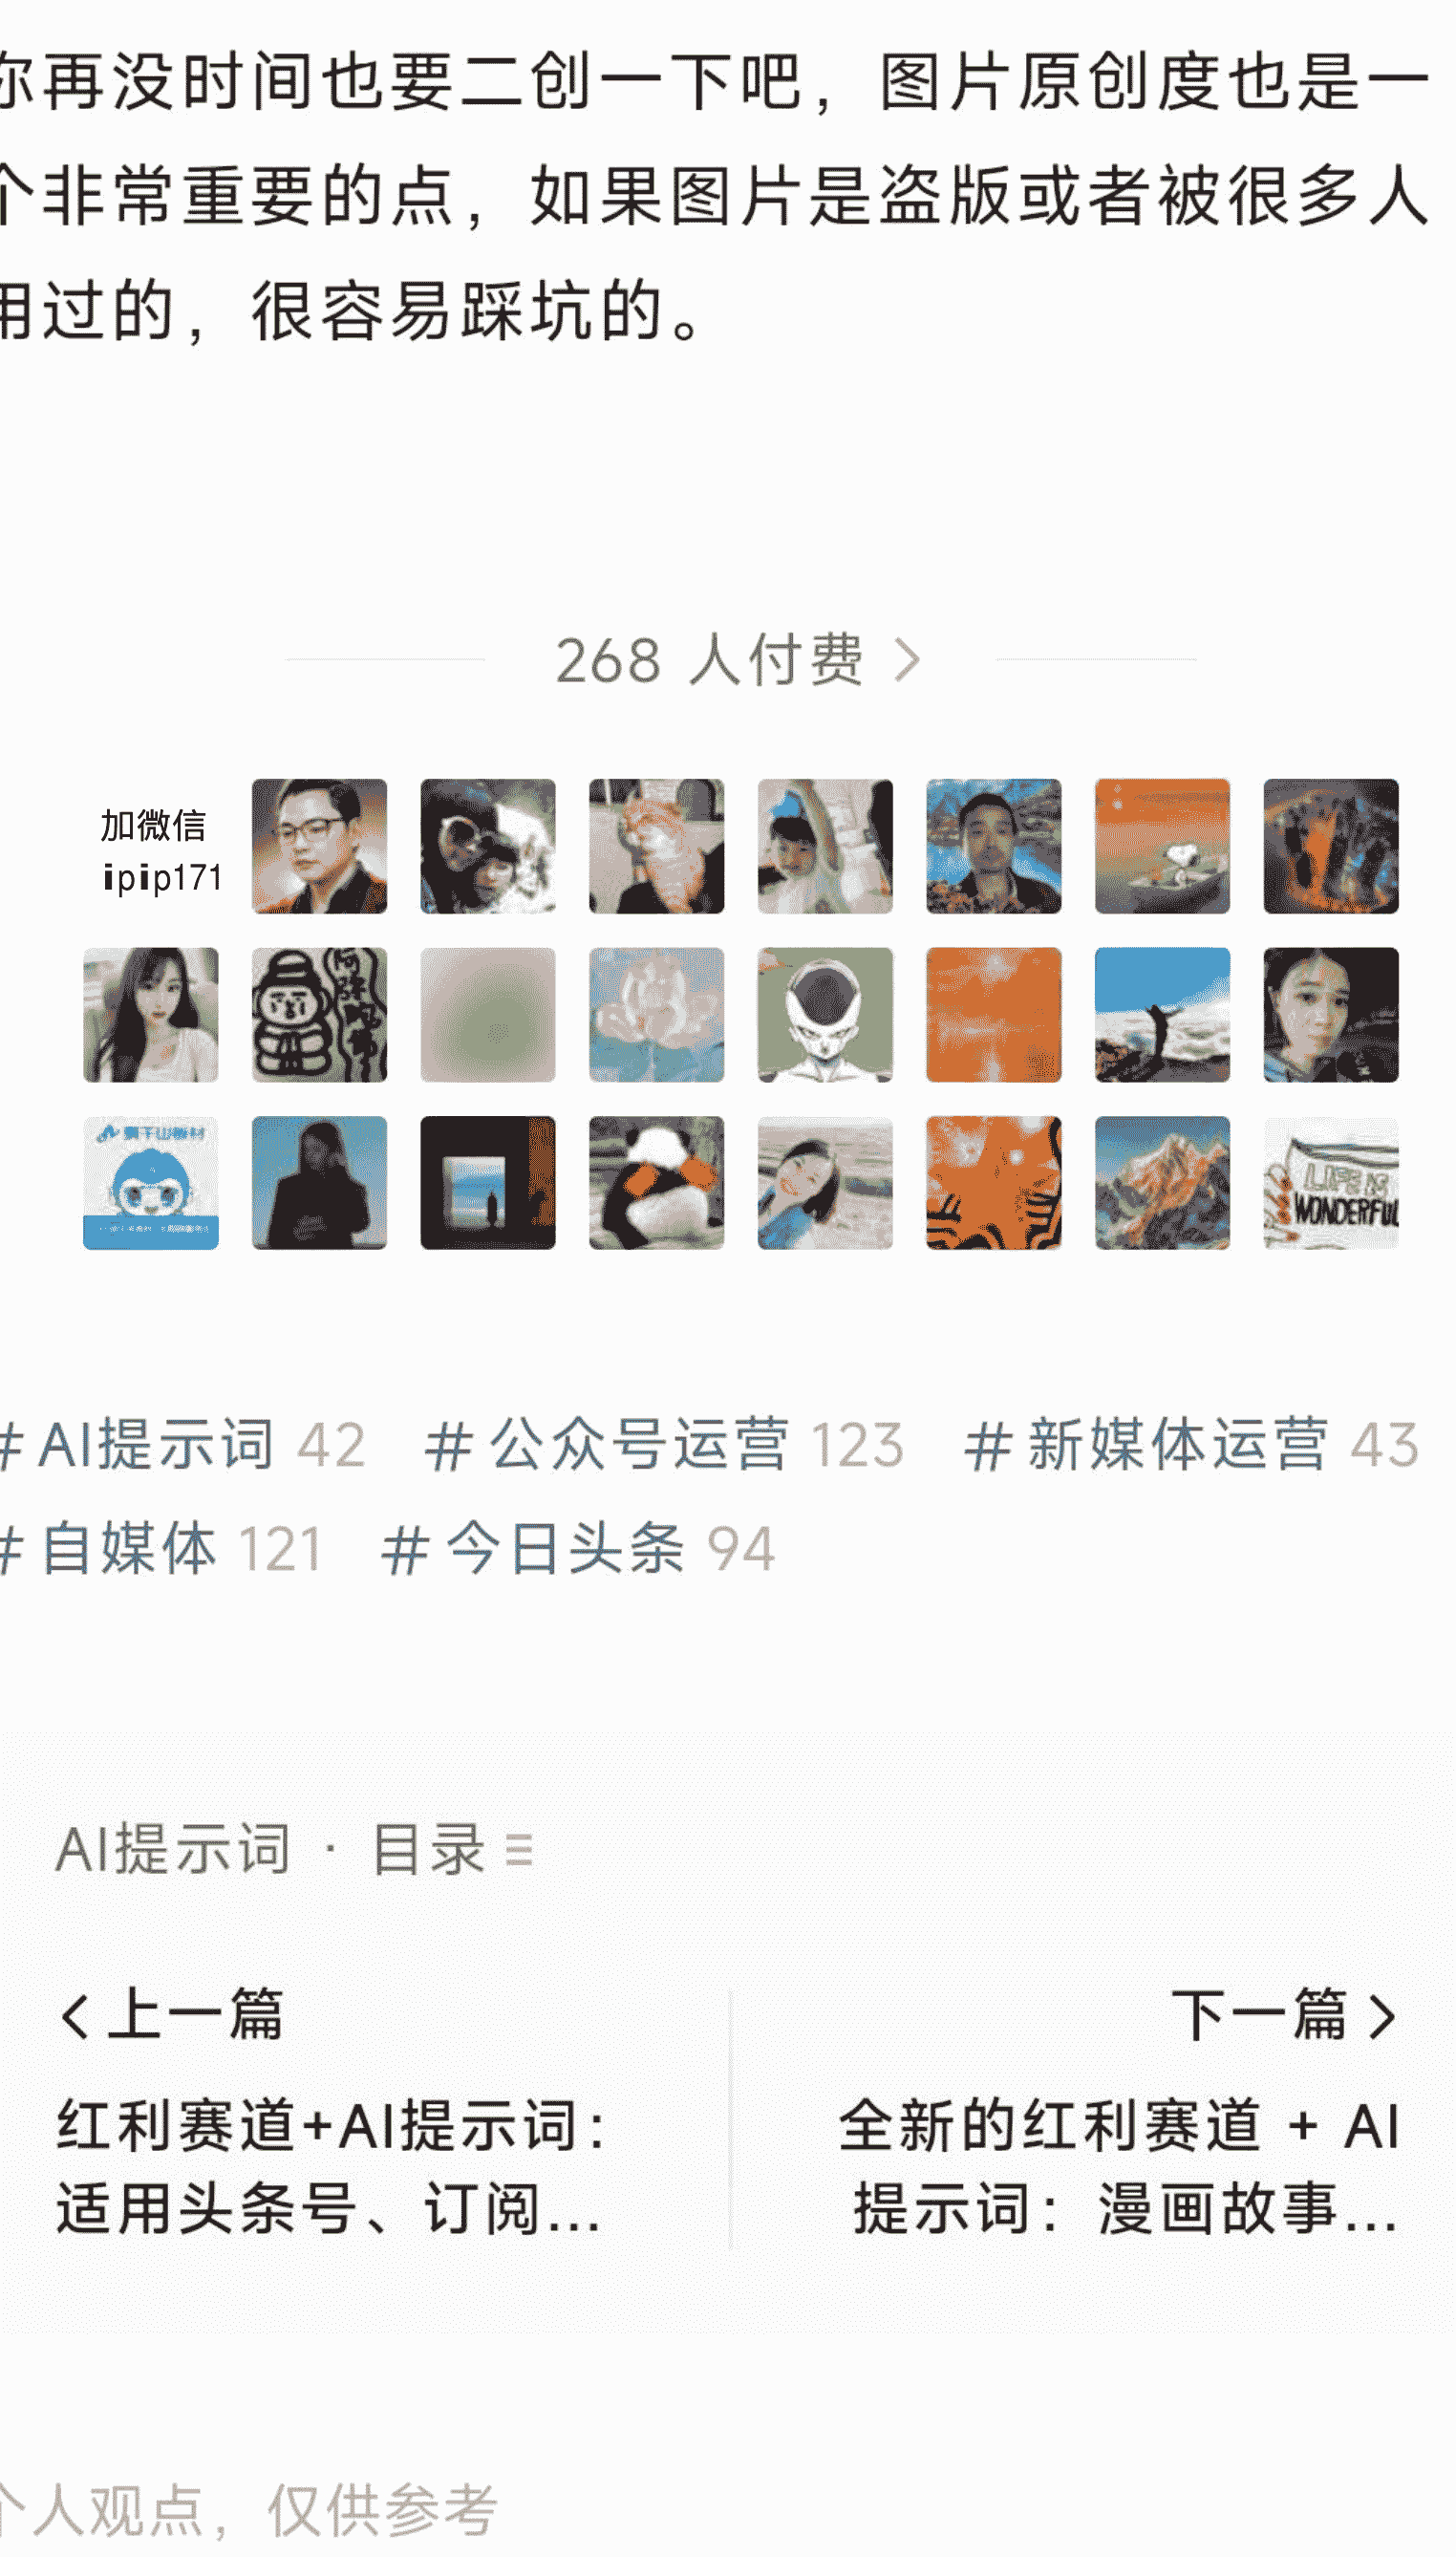 你再没时间也要二创一下吧，图片原创度也是一
个非常重要的点，如果图片是盗版或者被很多人
用过的，很容易踩坑的。
268 人付费
加微信
ipip171
LIFE IS
WONDERFUL
#AI提示词 42 #公众号运营 123 #新媒体运营 43
#自媒体 121 #今日头条 94
AI提示词 · 目录
上一篇
下一篇
红利赛道+AI提示词：
适用头条号、订阅...
全新的红利赛道 + AI
提示词：漫画故事...
个人观点，仅供参考